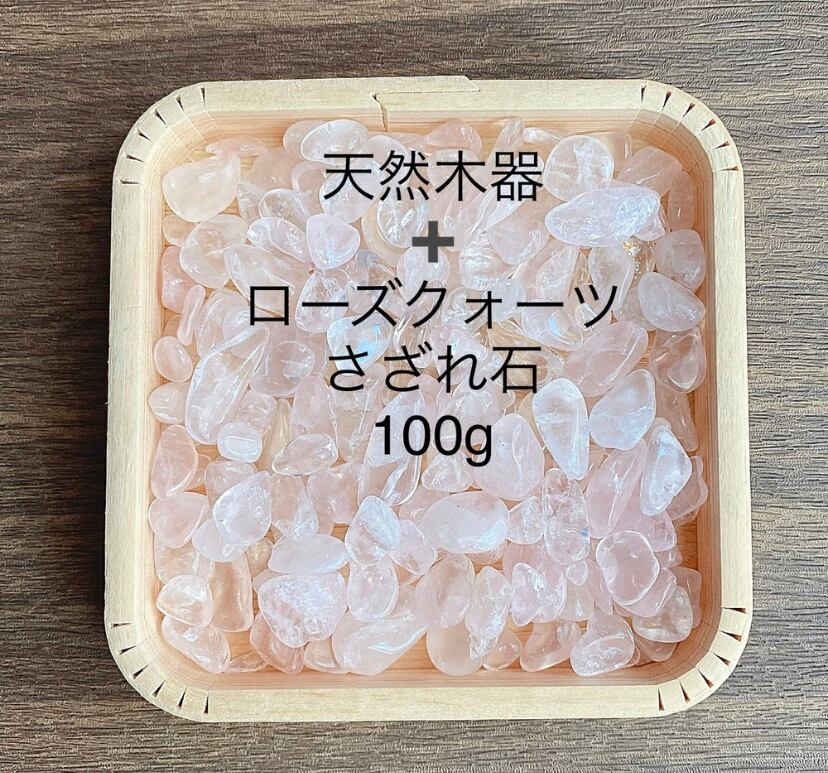 天然木器
➕
ローズクォーツ
さざれ石
100g